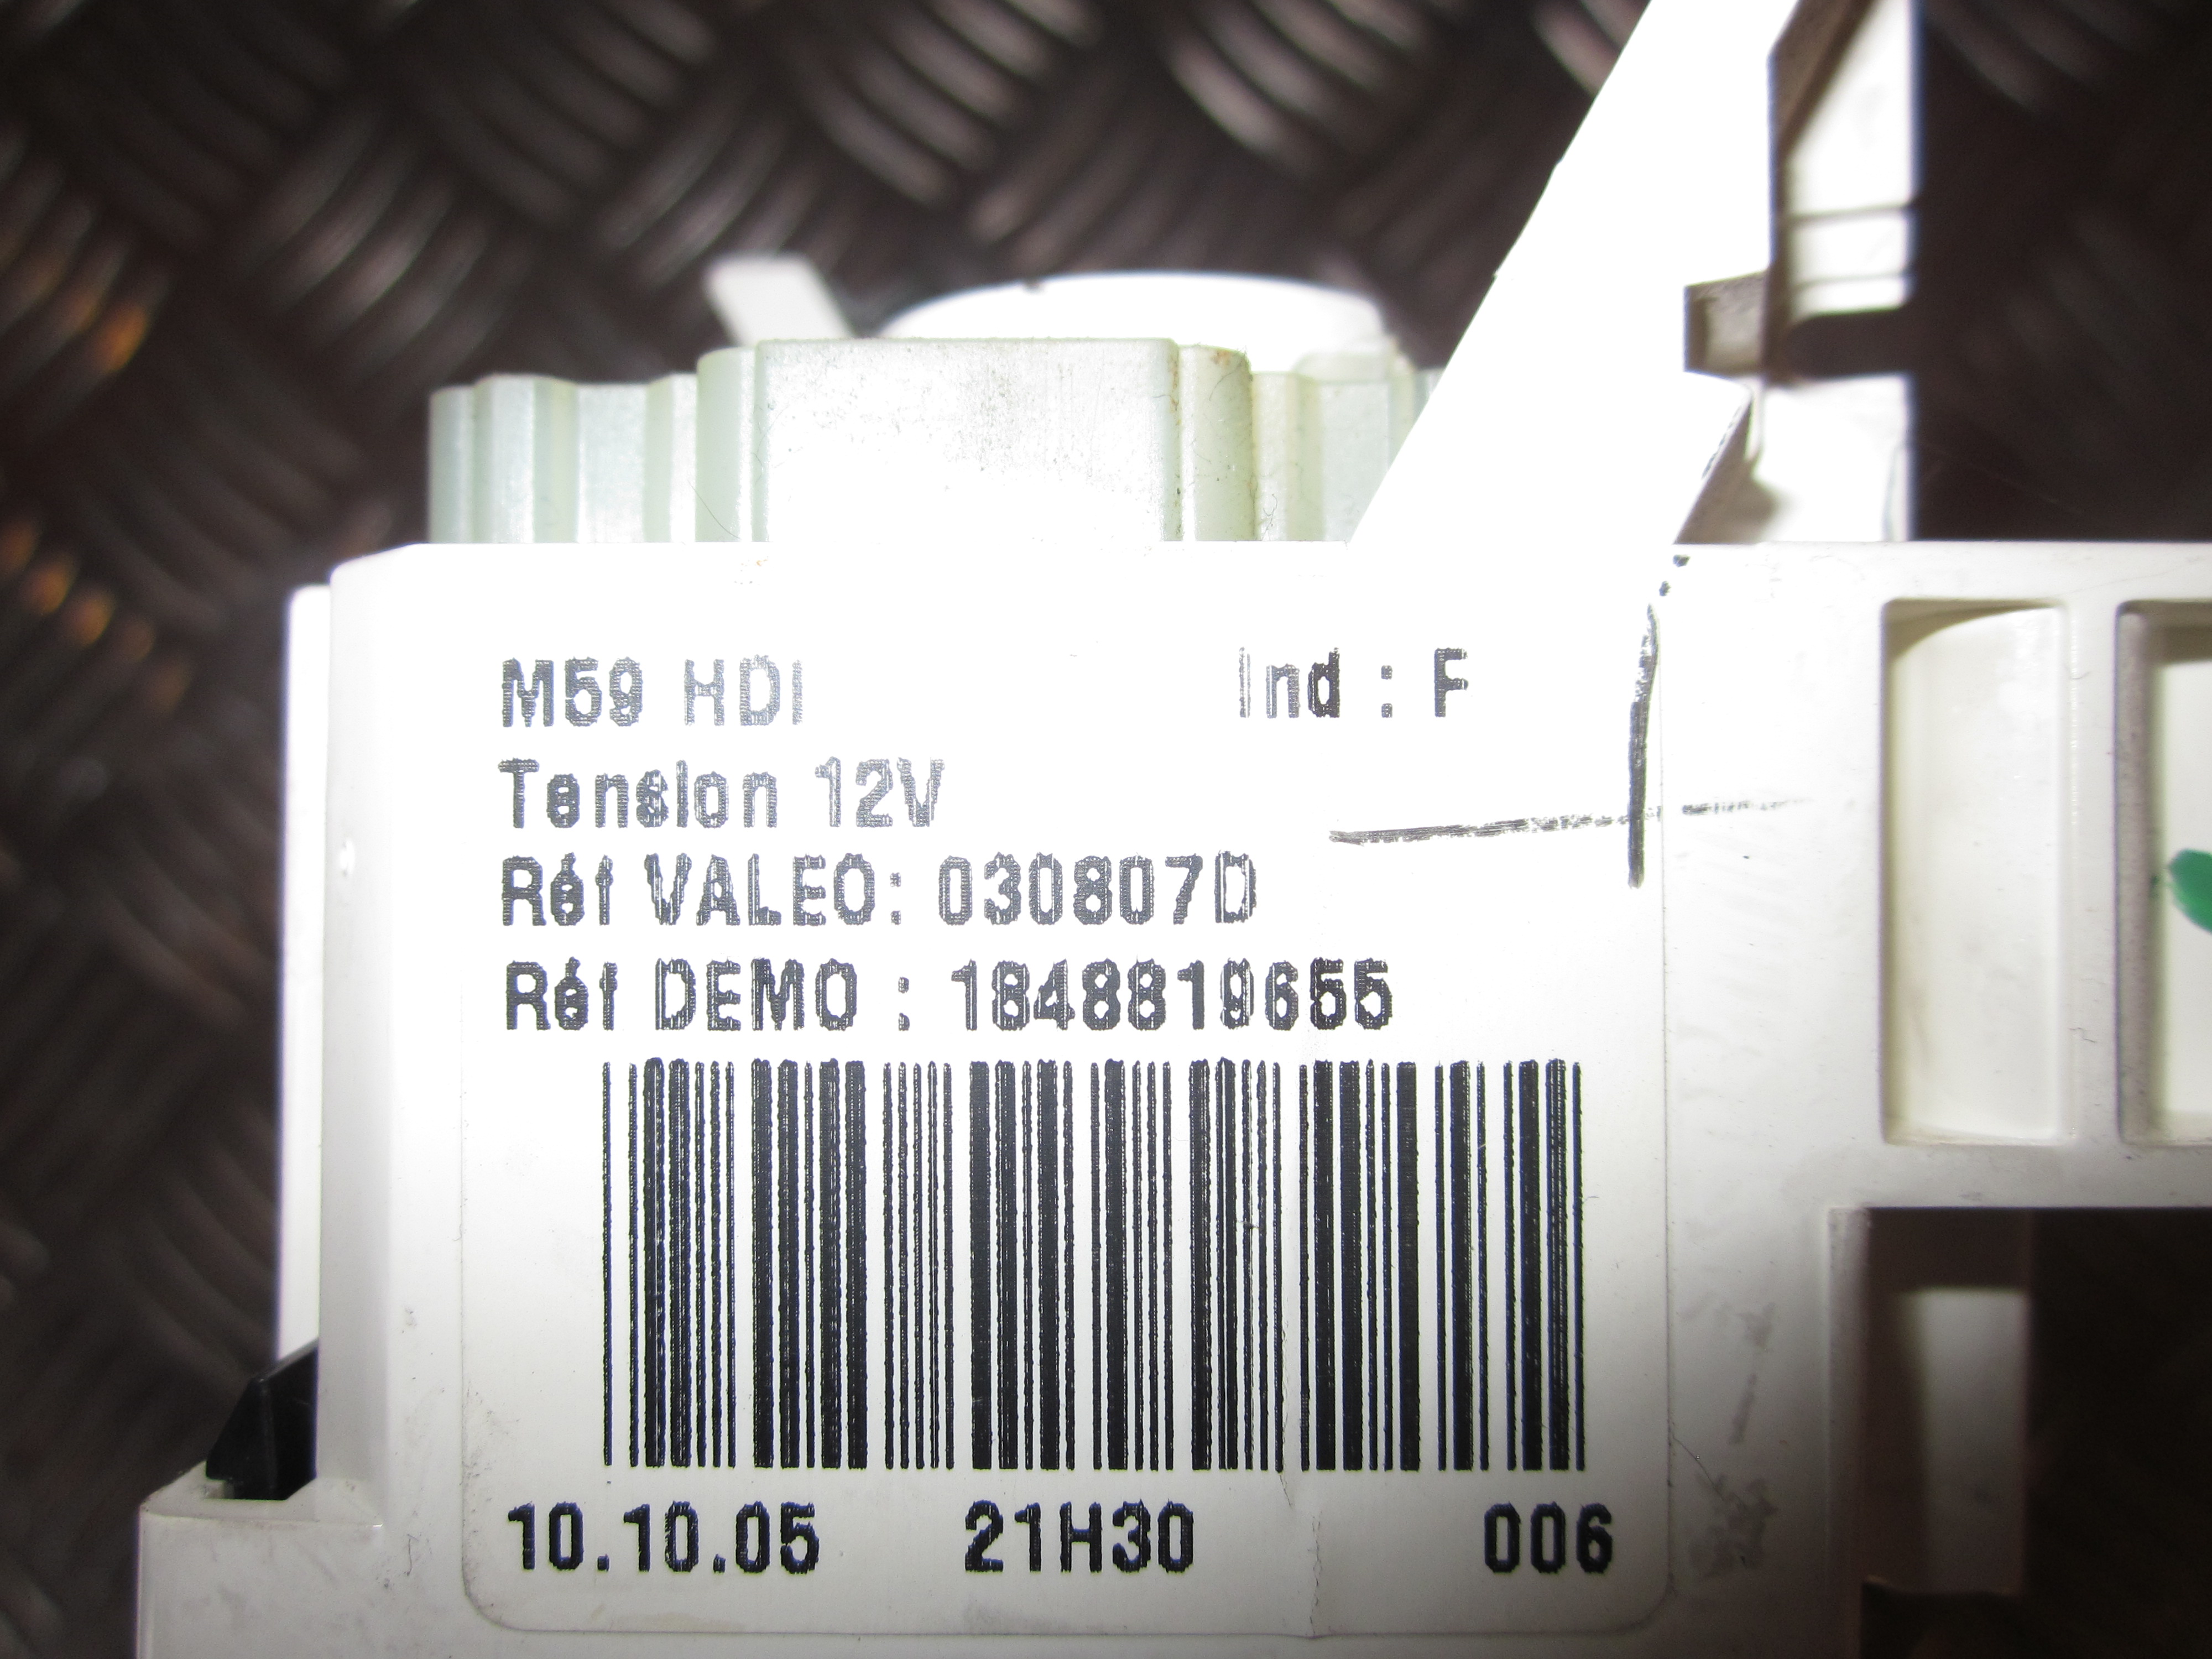 M59 HDI Ind : F
Tension 12V
Réf VALEO: 030807D
Réf DEMO : 1848819655
10.10.05 21H30 006